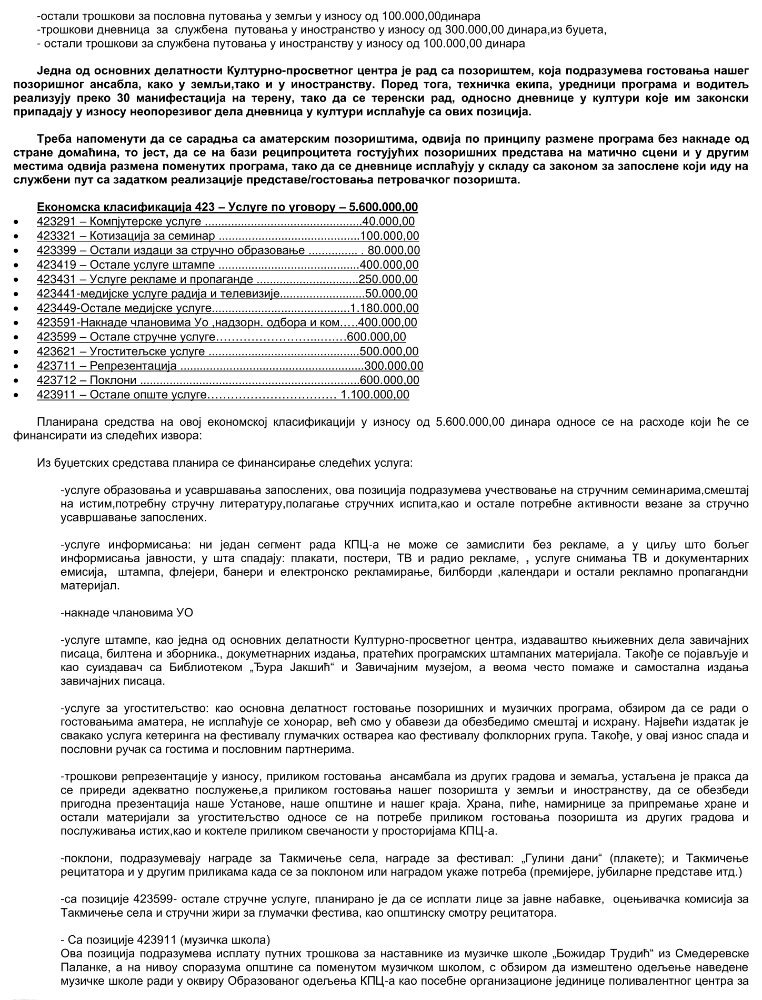 -остали трошкови за пословна путовања у земљи у износу од 100.000,00динара
-трошкови дневница за службена путовања у иностранство у износу од 300.000,00 динара,из буџета,
- остали трошкови за службена путовања у иностранству у износу од 100.000,00 динара
Једна од основних делатности Културно-просветног центра је рад са позориштем, која подразумева гостовања нашег
позоришног ансабла, како у земљи,тако и у иностранству. Поред тога, техничка екипа, уредници програма и водитељ
реализују преко 30 манифестација на терену, тако да се теренски рад, односно дневнице у култури које им законски
припадају у износу неопорезивог дела дневница у култури исплаћује са ових позиција.
Треба напоменути да се сарадња са аматерским позориштима, одвија по принципу размене програма без накнаде од
стране домаћина, то јест, да се на бази реципроцитета гостујућих позоришних представа на матично сцени и у другим
местима одвија размена поменутих програма, тако да се дневнице исплаћују у складу са законом за запослене који иду на
службени пут са задатком реализације представе/гостовања петровачког позоришта.
Економска класификација 423 – Услуге по уговору – 5.600.000,00
• 423291 – Компјутерске услуге ................................................40.000,00
• 423321 – Котизација за семинар ...........................................100.000,00
• 423399 – Остали издаци за стручно образовање ............... . 80.000,00
• 423419 – Остале услуге штампе ...........................................400.000,00
• 423431 – Услуге рекламе и пропаганде ...............................250.000,00
• 423441-медијске услуге радија и телевизије..........................50.000,00
• 423449-Остале медијске услуге..........................................1.180.000,00
• 423591-Накнаде члановима Уо ,надзорн. одбора и ком…..400.000,00
• 423599 – Остале стручне услуге……………………..….…600.000,00
• 423621 – Угоститељске услуге ..............................................500.000,00
• 423711 – Репрезентација ........................................................300.000,00
• 423712 – Поклони ...................................................................600.000,00
• 423911 – Остале опште услуге…………………………… 1.100.000,00
Планирана средства на овој економској класификацији у износу од 5.600.000,00 динара односе се на расходе који ће се
финансирати из следећих извора:
Из буџетских средстава планира се финансирање следећих услуга:
-услуге образовања и усавршавања запослених, ова позиција подразумева учествовање на стручним семинарима,смештај
на истим,потребну стручну литературу,полагање стручних испита,као и остале потребне активности везане за стручно
усавршавање запослених.
-услуге информисања: ни један сегмент рада КПЦ-а не може се замислити без рекламе, а у циљу што бољег
информисања јавности, у шта спадају: плакати, постери, ТВ и радио рекламе, , услуге снимања ТВ и документарних
емисија, штампа, флејери, банери и електронско рекламирање, билборди ,календари и остали рекламно пропагандни
материјал.
-накнаде члановима УО
-услуге штампе, као једна од основних делатности Културно-просветног центра, издаваштво књижевних дела завичајних
писаца, билтена и зборника., докуметнарних издања, пратећих програмских штампаних материјала. Такође се појављује и
као суиздавач са Библиотеком „Ђура Јакшић“ и Завичајним музејом, а веома често помаже и самостална издања
завичајних писаца.
-услуге за угоститељство: као основна делатност гостовање позоришних и музичких програма, обзиром да се ради о
гостовањима аматера, не исплаћује се хонорар, већ смо у обавези да обезбедимо смештај и исхрану. Највећи издатак је
свакако услуга кетеринга на фестивалу глумачких оствареа као фестивалу фолклорних група. Такође, у овај износ спада и
пословни ручак са гостима и пословним партнерима.
-трошкови репрезентације у износу, приликом гостовања ансамбала из других градова и земаља, устаљена је пракса да
се приреди адекватно послужење,а приликом гостовања нашег позоришта у земљи и иностранству, да се обезбеди
пригодна презентација наше Установе, наше општине и нашег краја. Храна, пиће, намирнице за припремање хране и
остали материјали за угоститељство односе се на потребе приликом гостовања позоришта из других градова и
послуживања истих,као и коктеле приликом свечаности у просторијама КПЦ-а.
-поклони, подразумевају награде за Такмичење села, награде за фестивал: „Гулини дани“ (плакете); и Такмичење
рецитатора и у другим приликама када се за поклоном или наградом укаже потреба (премијере, јубиларне представе итд.)
-са позиције 423599- остале стручне услуге, планирано је да се исплати лице за јавне набавке, оцењивачка комисија за
Такмичење села и стручни жири за глумачки фестива, као општинску смотру рецитатора.
- Са позиције 423911 (музичка школа)
Ова позиција подразумева исплату путних трошкова за наставнике из музичке школе „Божидар Трудић“ из Смедеревске
Паланке, а на нивоу споразума општине са поменутом музичком школом, с обзиром да измештено одељење наведене
музичке школе ради у оквиру Образованог одељења КПЦ-а као посебне организационе јединице поливалентног центра за